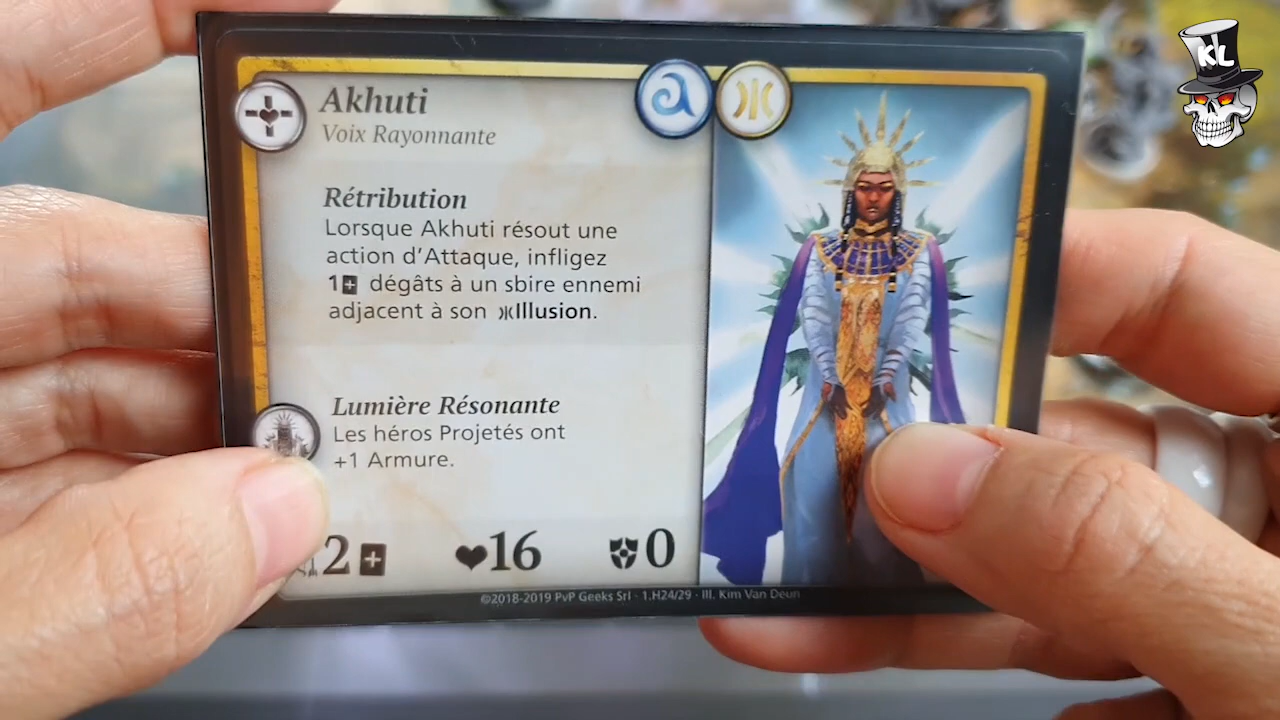 KL
Akhuti
Voix Rayonnante
Rétribution
Lorsque Akhuti résout une
action d'Attaque, infligez
1+ dégâts à un sbire ennemi
adjacent à son Illusion.
Lumière Résonante
Les héros Projetés ont
+1 Armure.
2+ 16 0
©2018-2019 PvP Geeks Srl · 1.H24/29 · Ill. Kim Van Deun